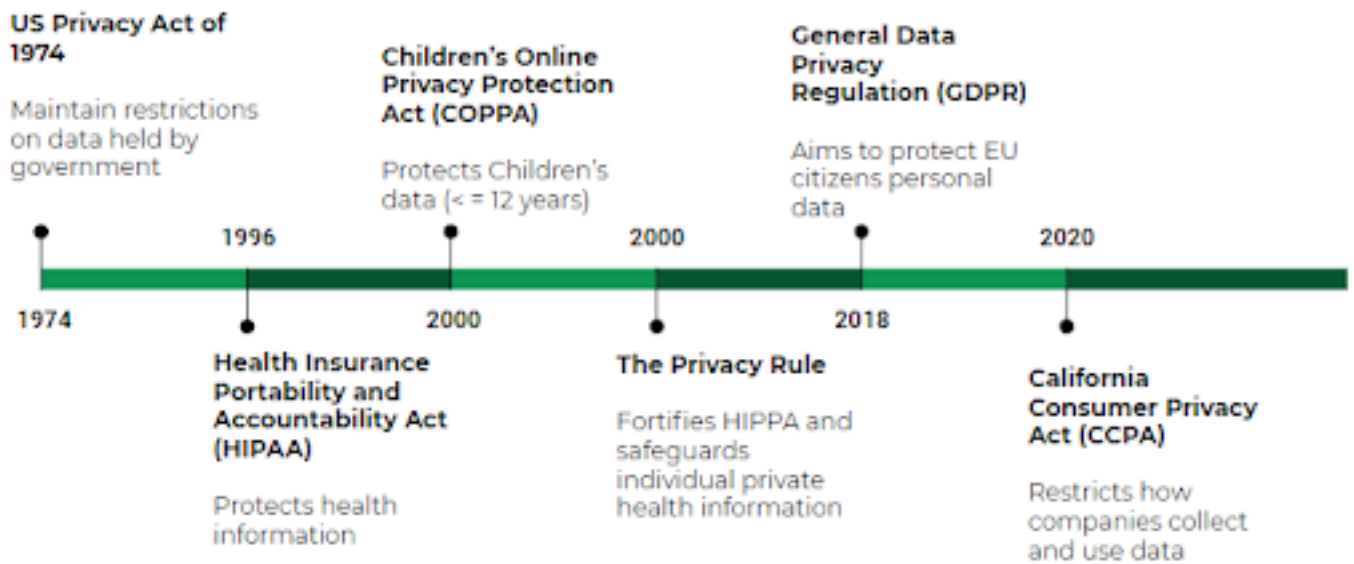 US Privacy Act of
1974
Maintain restrictions
on data held by
government
1974
1996
Health Insurance
Portability and
Accountability Act
(HIPAA)
Protects health
information
Children's Online
Privacy Protection
Act (COPPA)
Protects Children's
data (< = 12 years)
2000
2000
The Privacy Rule
Fortifies HIPPA and
safeguards
individual private
health information
General Data
Privacy
Regulation (GDPR)
Aims to protect EU
citizens personal
data
2018
2020
California
Consumer Privacy
Act (CCPA)
Restricts how
companies collect
and use data